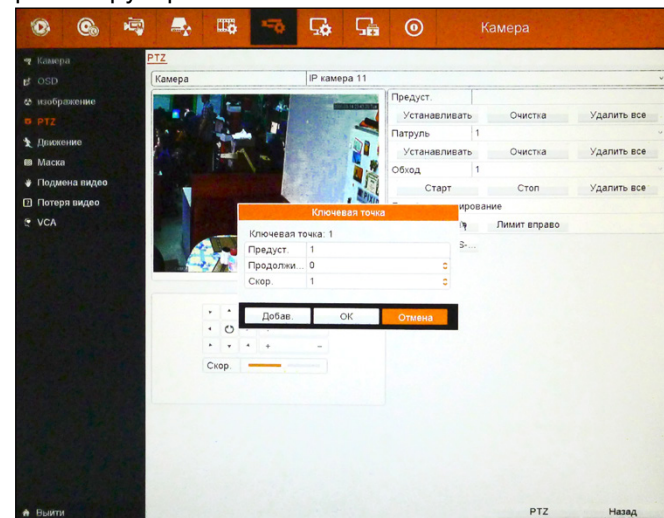 Камера
Камера
OSD
изображение
PTZ
Движение
Маска
Подмена видео
Потеря видео
VCA
Выйти
PTZ
Камера IP камера 11
Предуст.
Устанавливать Очистка Удалить все
Патруль 1
Устанавливать Очистка Удалить все
Обход 1
Старт Стоп Удалить все
Лимит вправо
Ключевая точка
Ключевая точка: 1
Предуст. 1
Продолжи... 0
Скор. 1
Добав. OK Отмена
Скор.
PTZ Назад